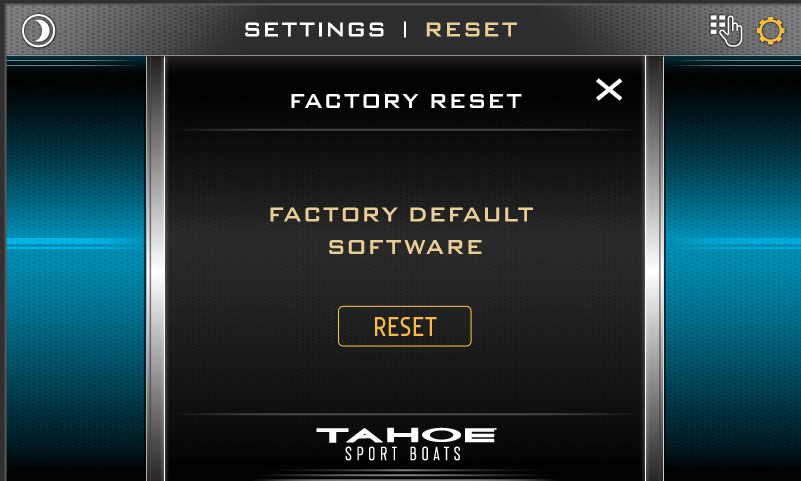 SETTINGS | RESET
FACTORY RESET
FACTORY DEFAULT
SOFTWARE
RESET
TAHOE
SPORT BOATS